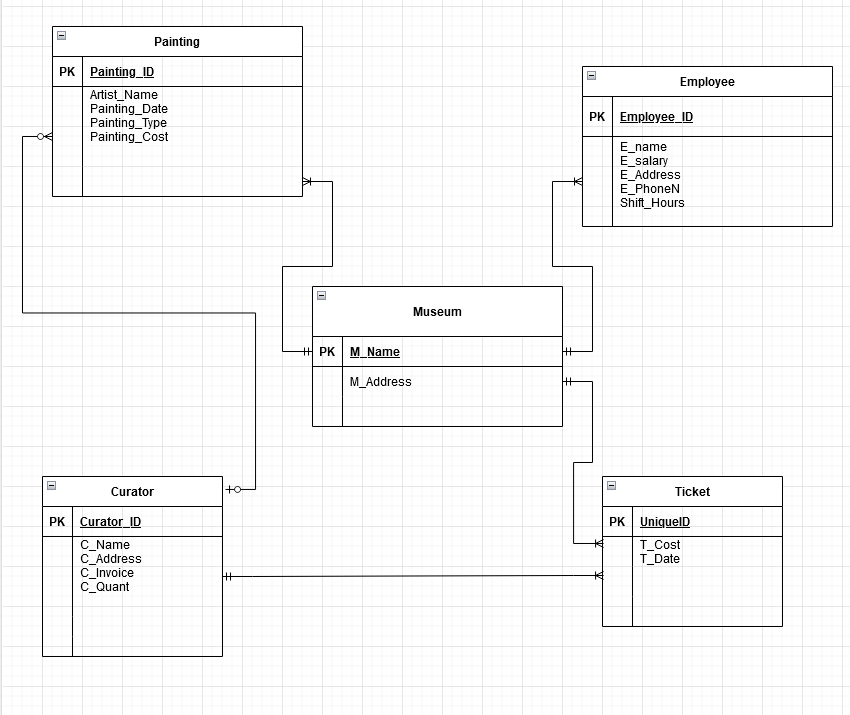 Painting
PK Painting_ID
Artist_Name
Painting_Date
Painting_Type
Painting_Cost
Employee
PK Employee_ID
E_name
E_salary
E_Address
E_PhoneN
Shift_Hours
Museum
PK M_Name
M_Address
Curator
PK Curator_ID
C_Name
C_Address
C_Invoice
C_Quant
Ticket
PK UniqueID
T_Cost
T_Date